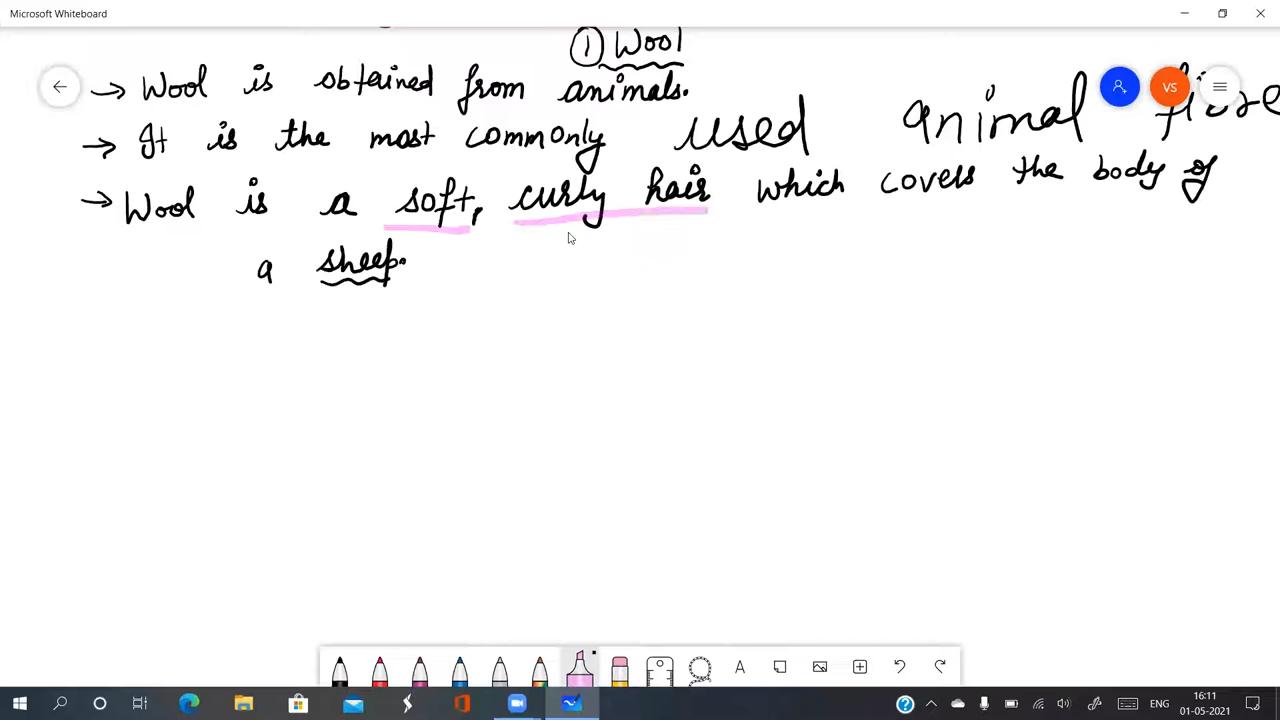 Microsoft Whiteboard
① Wool
→ Wool is obtained from animals.
VS
→ It is the most commonly used animal
→ Wool is a soft, curly hair which covers the body of
a sheep.
A
ENG
16:11
01-05-2021